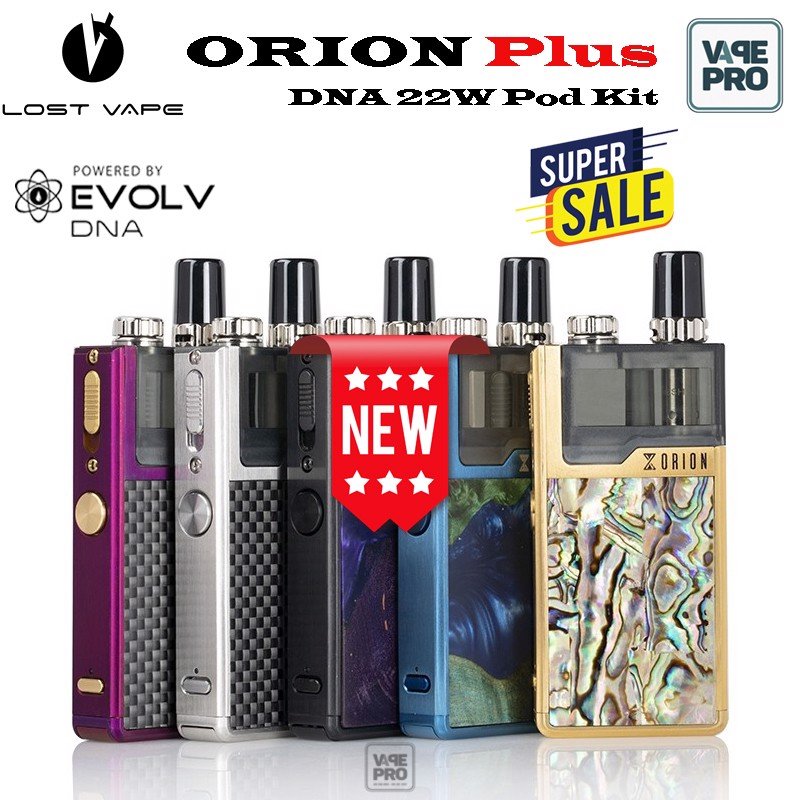 LOST VAPE
ORION Plus
DNA 22W Pod Kit
VAPE
PRO
POWERED BY
EVOLV
DNA
SUPER
SALE
NEW
ORION
VAPE
PRO